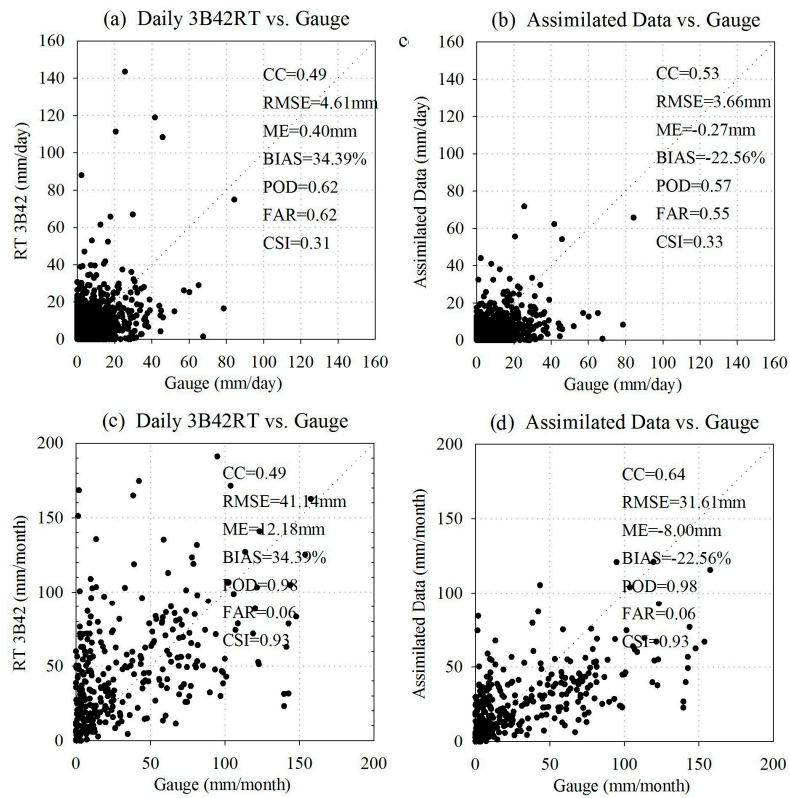 (a) Daily 3B42RT vs. Gauge
160
140
120
100
80
60
40
20
0
RT 3B42 (mm/day)
CC=0.49
RMSE=4.61mm
ME=0.40mm
BIAS=34.39%
POD=0.62
FAR=0.62
CSI=0.31
0 20 40 60 80 100 120 140 160
Gauge (mm/day)
(b) Assimilated Data vs. Gauge
160
140
120
100
80
60
40
20
0
Assimilated Data (mm/day)
CC=0.53
RMSE=3.66mm
ME=-0.27mm
BIAS=-22.56%
POD=0.57
FAR=0.55
CSI=0.33
0 20 40 60 80 100 120 140 160
Gauge (mm/day)
(c) Daily 3B42RT vs. Gauge
200
150
100
50
0
RT 3B42 (mm/month)
CC=0.49
RMSE=41.14mm
ME=12.18mm
BIAS=34.39%
POD=0.98
FAR=0.06
CSI=0.93
0 50 100 150 200
Gauge (mm/month)
(d) Assimilated Data vs. Gauge
200
150
100
50
0
Assimilated Data (mm/month)
CC=0.64
RMSE=31.61mm
ME=-8.00mm
BIAS=-22.56%
POD=0.98
FAR=0.06
CSI=0.93
0 50 100 150 200
Gauge (mm/month)